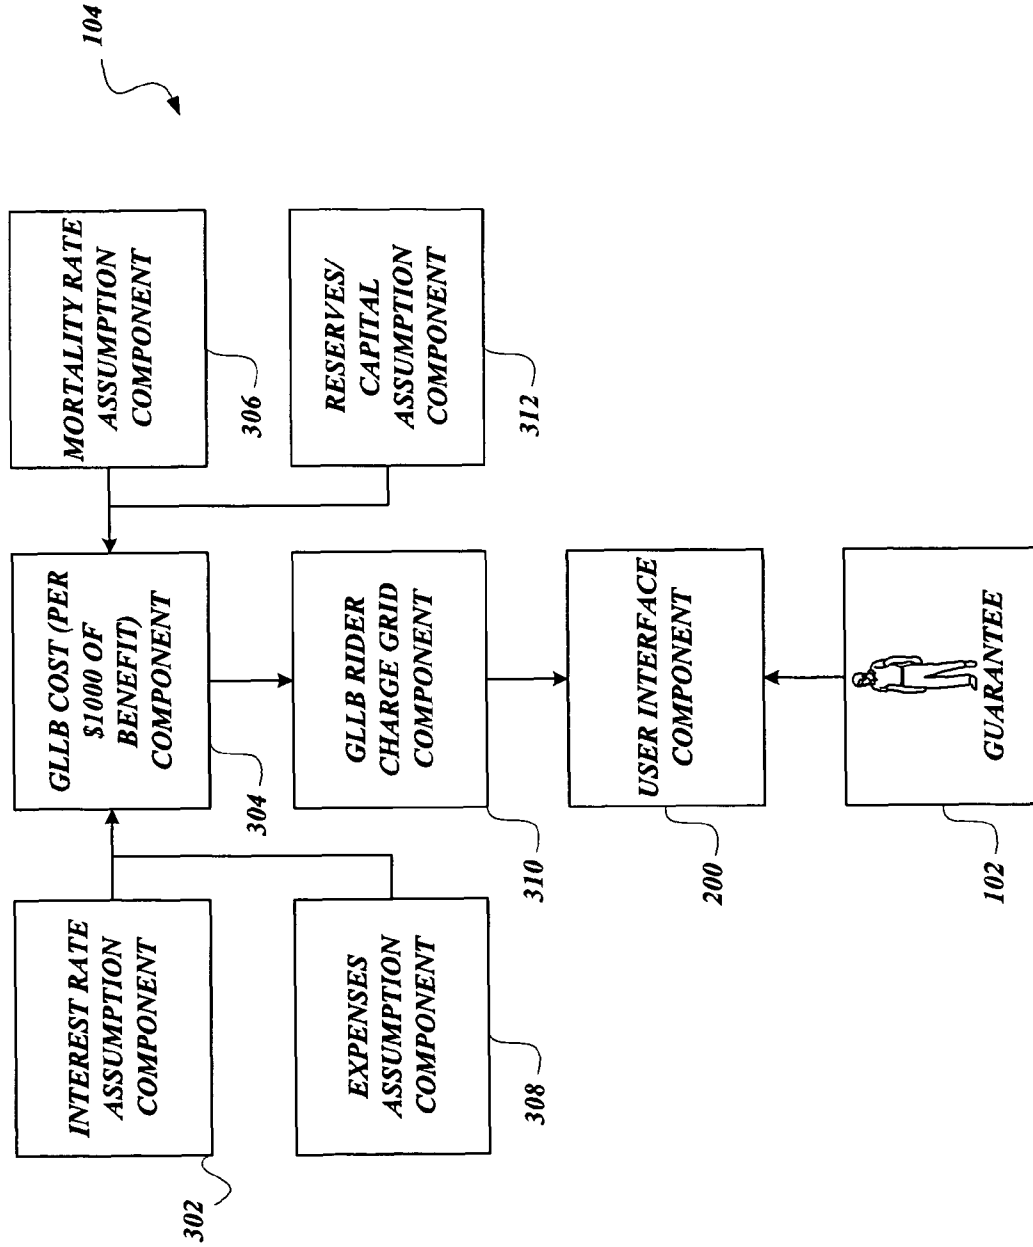 104
INTEREST RATE
ASSUMPTION
COMPONENT
302
GLLB COST (PER
$1000 OF
BENEFIT)
COMPONENT
304
MORTALITY RATE
ASSUMPTION
COMPONENT
306
EXPENSES
ASSUMPTION
COMPONENT
308
GLLB RIDER
CHARGE GRID
COMPONENT
310
RESERVES/
CAPITAL
ASSUMPTION
COMPONENT
312
USER INTERFACE
COMPONENT
200
GUARANTEE
102